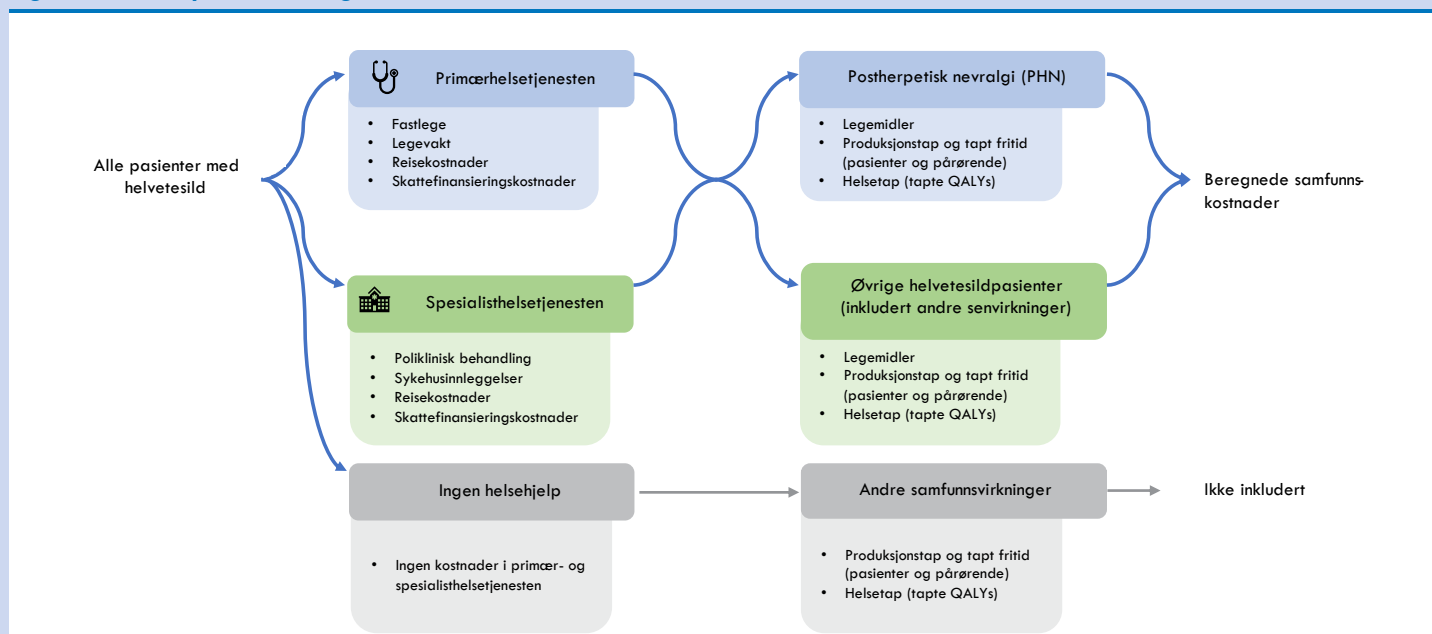 Alle pasienter med
helvetesild
Primærhelsetjenesten
• Fastlege
• Legevakt
• Reisekostnader
• Skattefinansieringskostnader
Spesialisthelsetjenesten
• Poliklinisk behandling
• Sykehusinnleggelser
• Reisekostnader
• Skattefinansieringskostnader
Ingen helsehjelp
• Ingen kostnader i primær- og
spesialisthelsetjenesten
Postherpetisk nevralgi (PHN)
• Legemidler
• Produksjonstap og tapt fritid
(pasienter og pårørende)
• Helsetap (tapte QALYs)
Øvrige helvetesildpasienter
(inkludert andre senvirkninger)
• Legemidler
• Produksjonstap og tapt fritid
(pasienter og pårørende)
• Helsetap (tapte QALYs)
Andre samfunnsvirkninger
• Produksjonstap og tapt fritid
(pasienter og pårørende)
• Helsetap (tapte QALYs)
Beregnede samfunns-
kostnader
Ikke inkludert